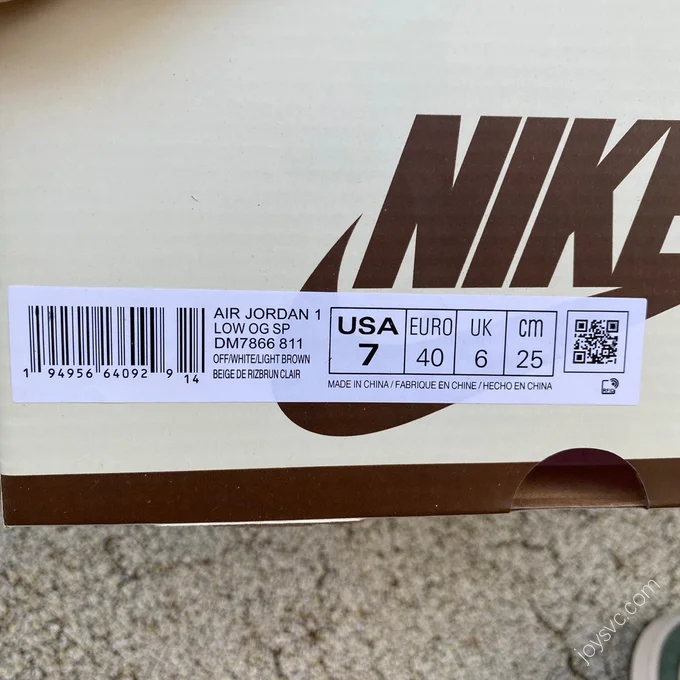 NIKE
AIR JORDAN 1
LOW OG SP
DM7866 811
OFF/WHITE/LIGHT BROWN
BEIGE DE RIZBRUN CLAIR
1 94956 64092 9 14
USA
7
EURO
40
UK
6
cm
25
MADE IN CHINA / FABRIQUE EN CHINE / HECHO EN CHINA
joysvc.com